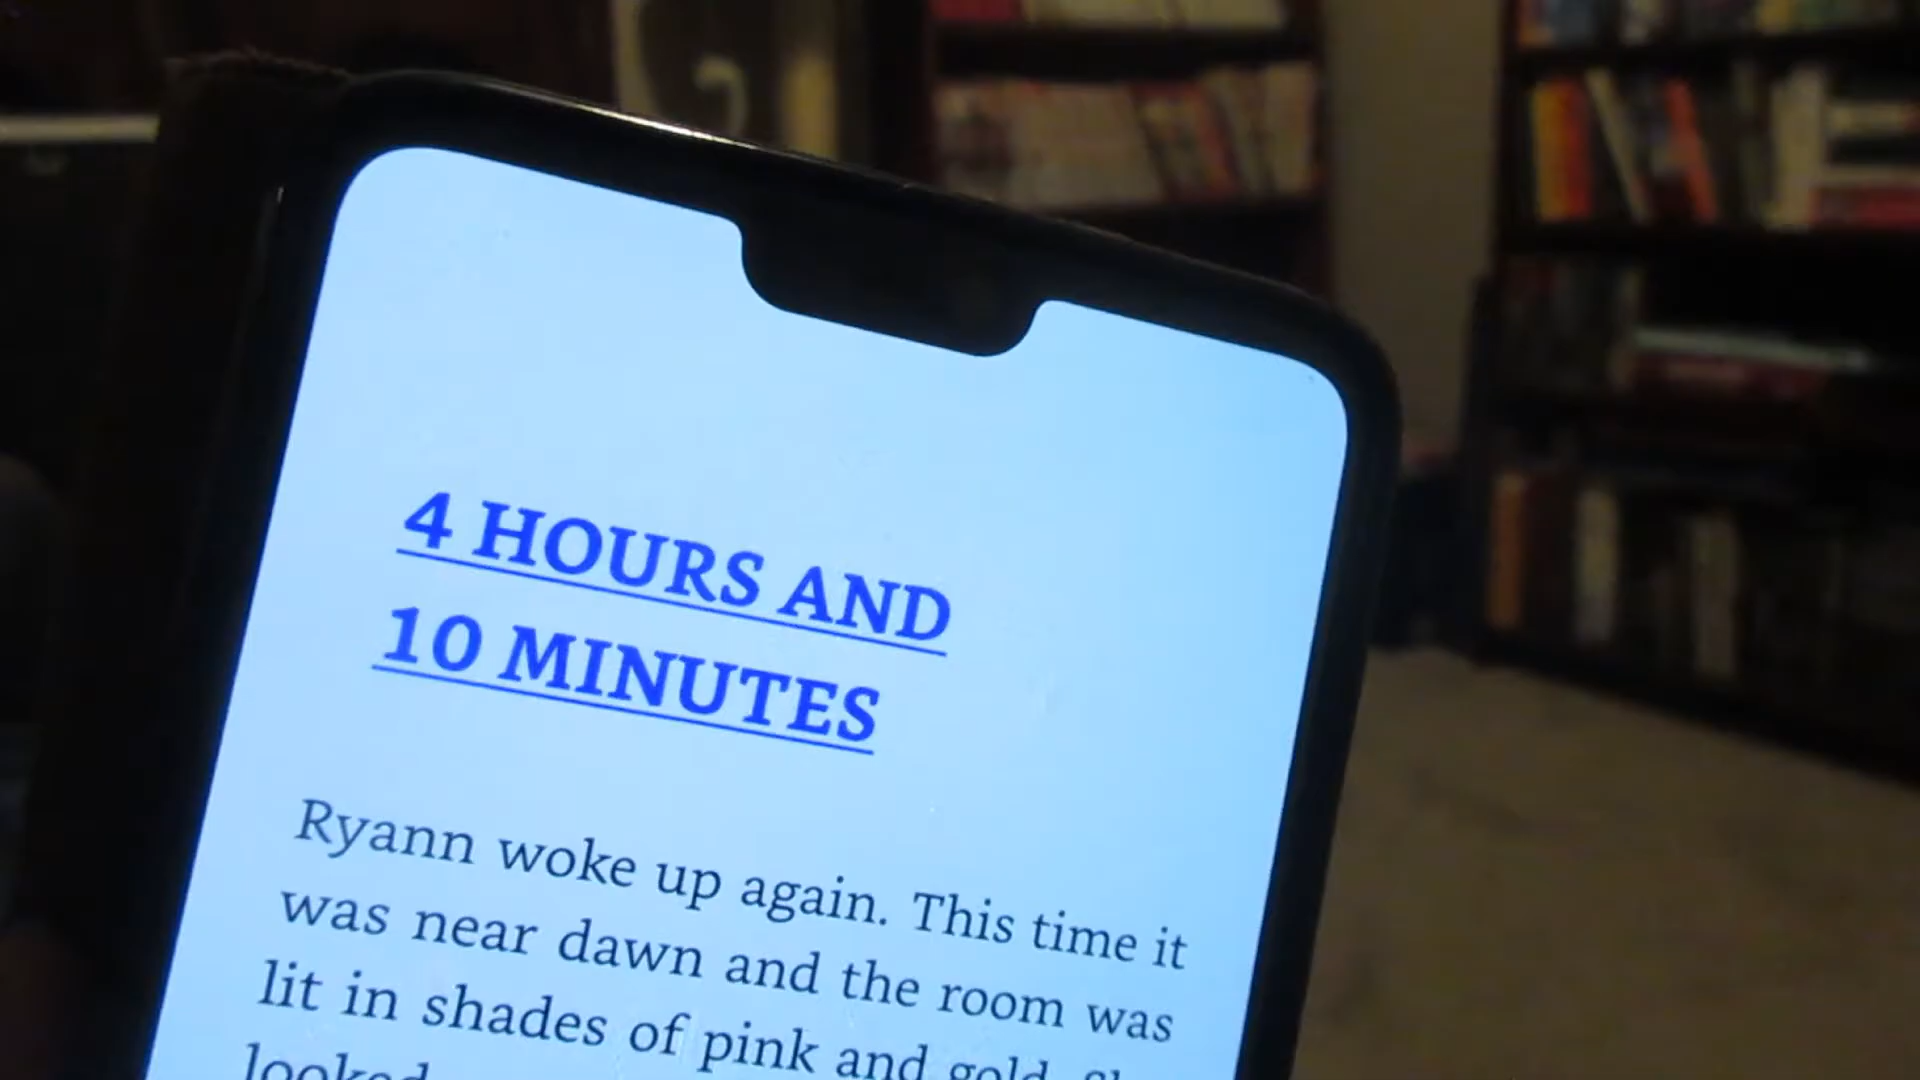 4 HOURS AND
10 MINUTES
Ryann woke up again. This time it
was near dawn and the room was
lit in shades of pink and gold.
looked